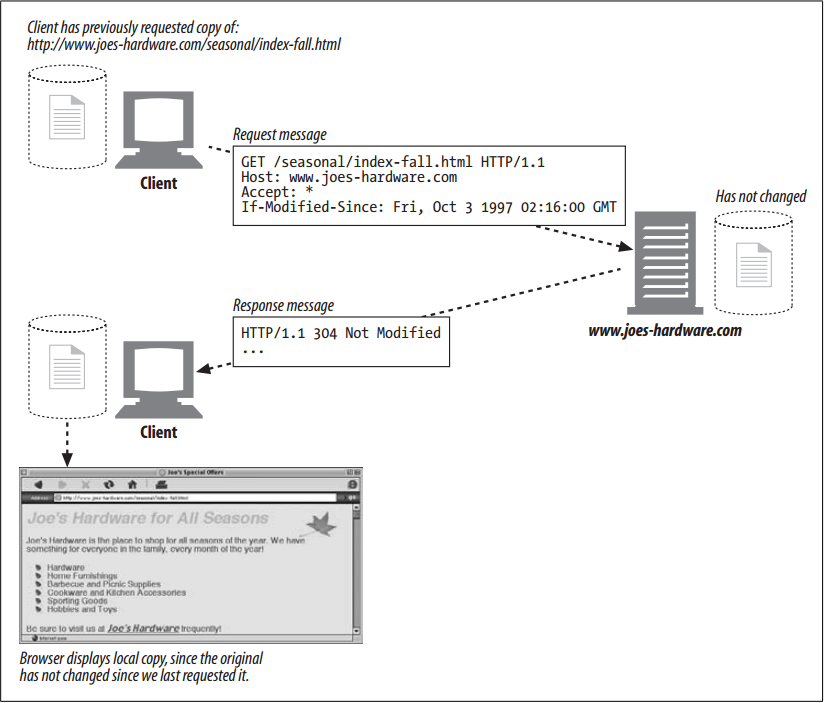 Client has previously requested copy of:
http://www.joes-hardware.com/seasonal/index-fall.html
Request message
GET /seasonal/index-fall.html HTTP/1.1
Host: www.joes-hardware.com
Accept: *
If-Modified-Since: Fri, Oct 3 1997 02:16:00 GMT
Client
Has not changed
www.joes-hardware.com
Response message
HTTP/1.1 304 Not Modified
...
Client
Joe's Special Offers
Address: http://www.joes-hardware.com/seasonal/index-fall.html
Joe's Hardware for All Seasons
Joe's Hardware is the place to shop for all seasons of the year. We have
something for everyone in the family, every month of the year!
Hardware
Home Furnishings
Barbecue and Picnic Supplies
Cookware and Kitchen Accessories
Sporting Goods
Hobbies and Toys
Be sure to visit us at Joe's Hardware frequently!
Browser displays local copy, since the original
has not changed since we last requested it.